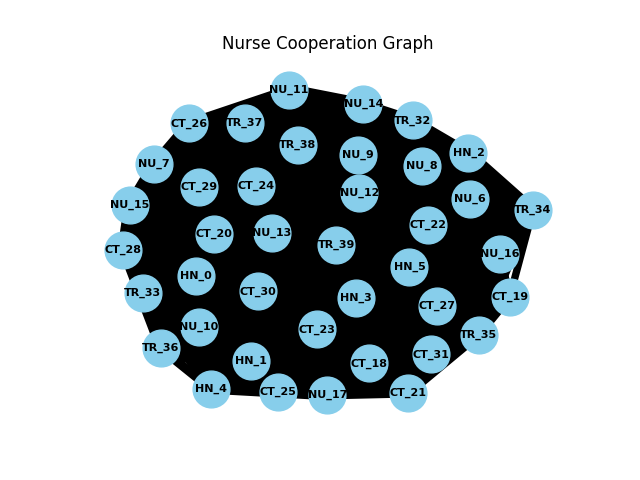 Nurse Cooperation Graph
NU_11
NU_14
CT_26
TR_37
TR_32
TR_38
HN_2
NU_9
NU_7
NU_8
CT_29
CT_24
NU_12
NU_6
NU_15
TR_34
CT_22
CT_20
NU_13
TR_39
CT_28
NU_16
HN_5
HN_0
TR_33
CT_30
HN_3
CT_19
CT_27
NU_10
CT_23
TR_35
TR_36
CT_31
HN_1
CT_18
HN_4
CT_25
NU_17
CT_21